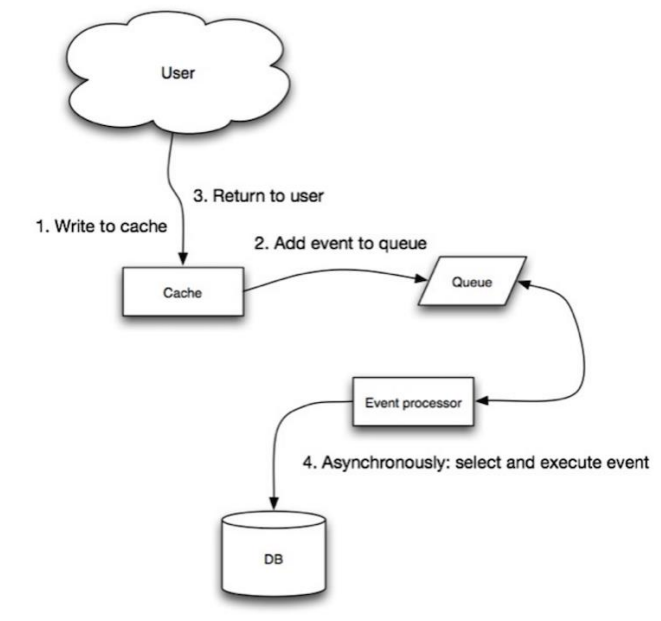 User
3. Return to user
1. Write to cache
2. Add event to queue
Queue
Cache
Event processor
4. Asynchronously: select and execute event
DB